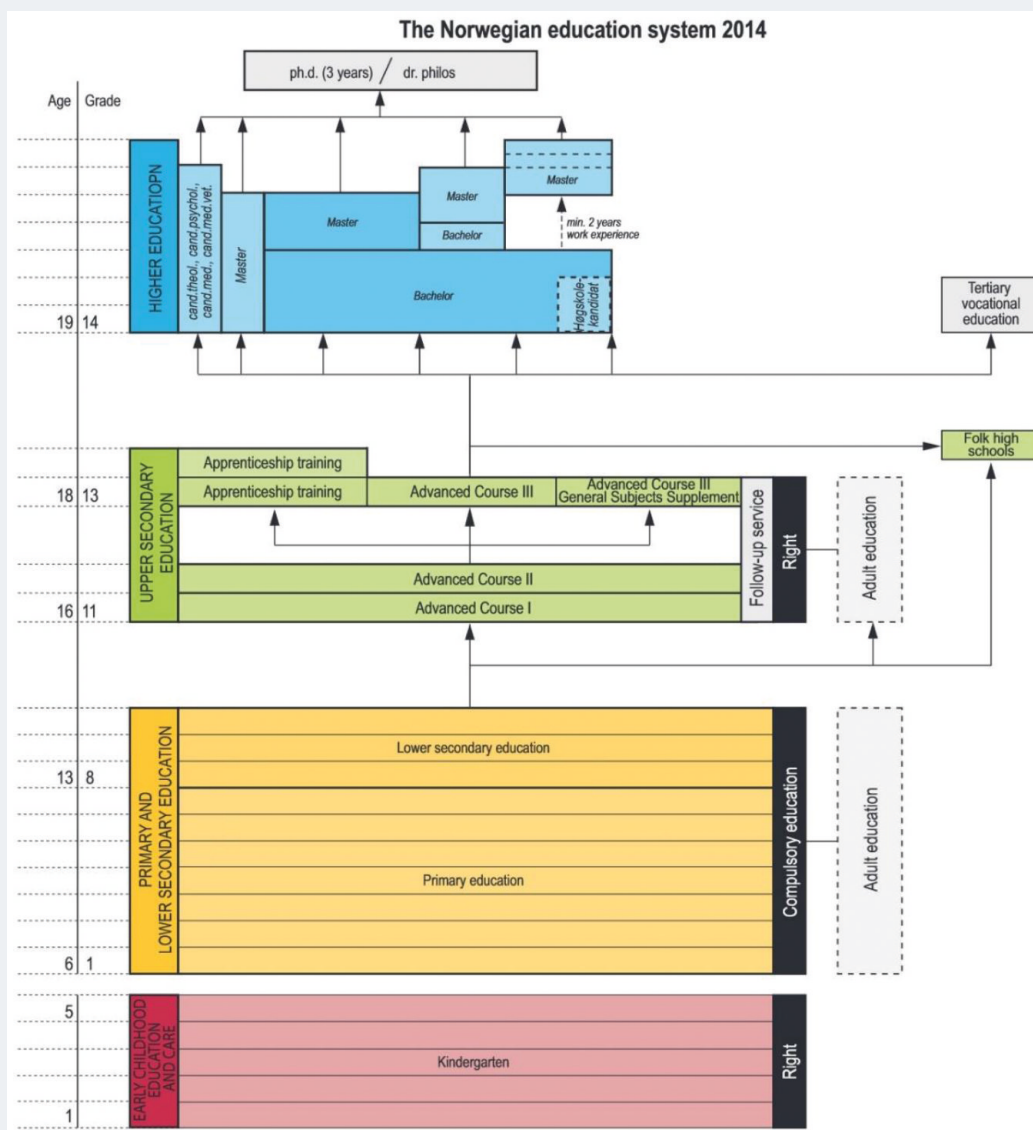 The Norwegian education system 2014
ph.d. (3 years) / dr. philos
Age Grade
HIGHER EDUCATIOPN
cand.theol., cand.psychol.,
cand.med., cand.med.vet.
Master
Master
Master
Bachelor
Master
min. 2 years
work experience
Bachelor
Høgskole-
kandidat
19 14
Tertiary
vocational
education
Folk high
schools
UPPER SECONDARY
EDUCATION
Apprenticeship training
18 13
Apprenticeship training
Advanced Course III
Advanced Course III
General Subjects Supplement
Advanced Course II
16 11
Advanced Course I
Follow-up service
Right
Adult education
PRIMARY AND
LOWER SECONDARY EDUCATION
Lower secondary education
13 8
Primary education
6 1
Compulsory education
Adult education
EARLY CHILDHOOD
EDUCATION
AND CARE
5
Kindergarten
1
Right